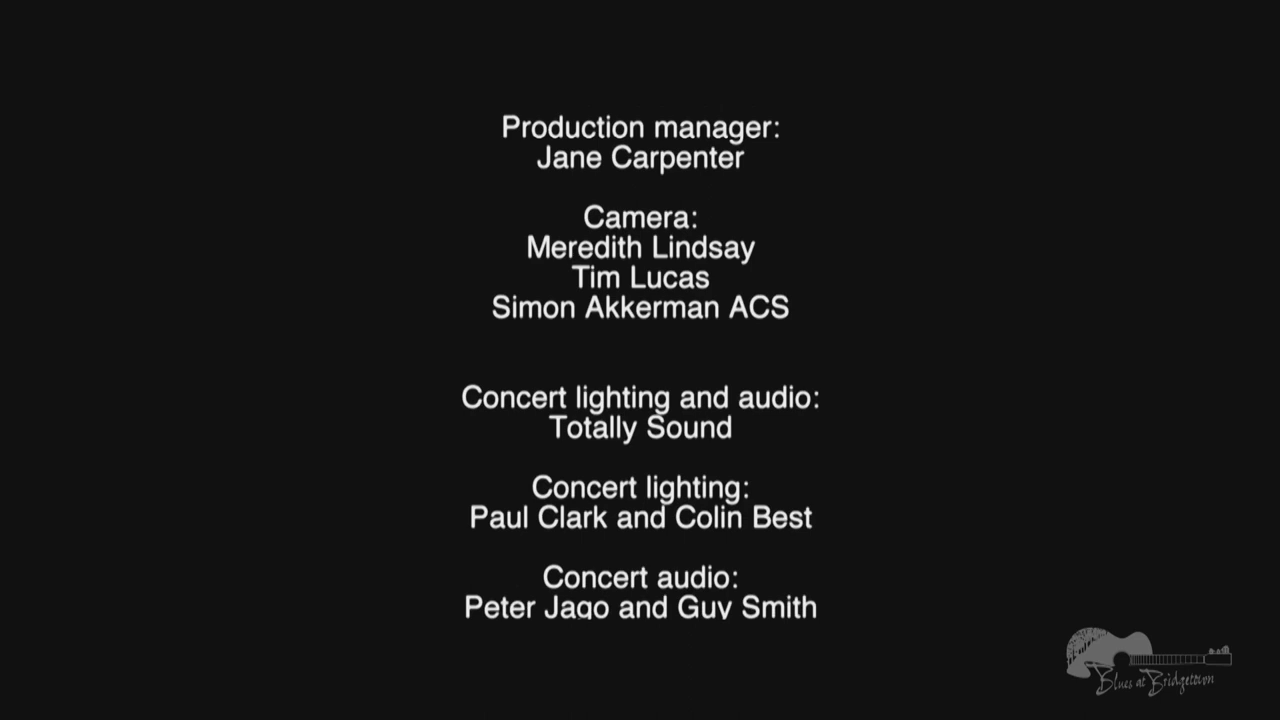 Production manager:
Jane Carpenter
Camera:
Meredith Lindsay
Tim Lucas
Simon Akkerman ACS
Concert lighting and audio:
Totally Sound
Concert lighting:
Paul Clark and Colin Best
Concert audio:
Peter Jago and Guy Smith
Blues at Bridgetown